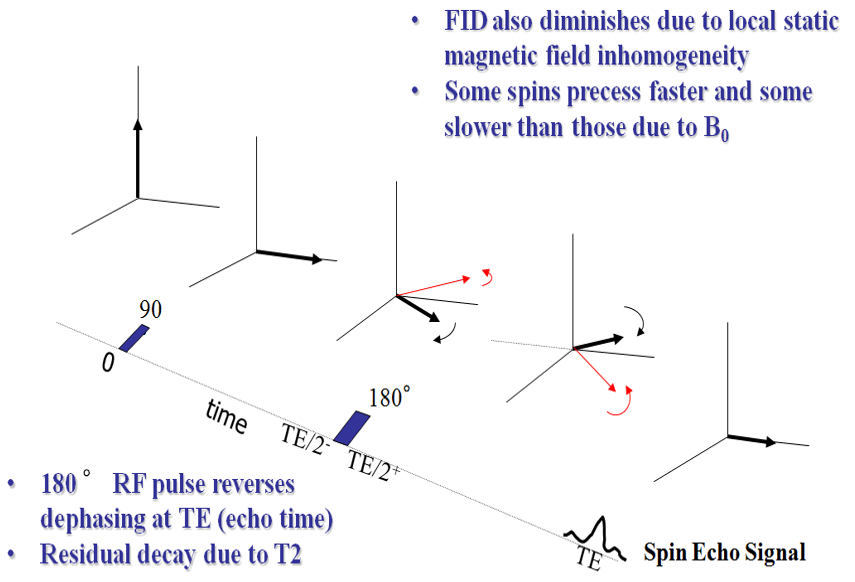 • FID also diminishes due to local static
magnetic field inhomogeneity
• Some spins precess faster and some
slower than those due to B₀
90
0
time
180°
TE/2⁻
TE/2⁺
• 180° RF pulse reverses
dephasing at TE (echo time)
• Residual decay due to T2
TE
Spin Echo Signal